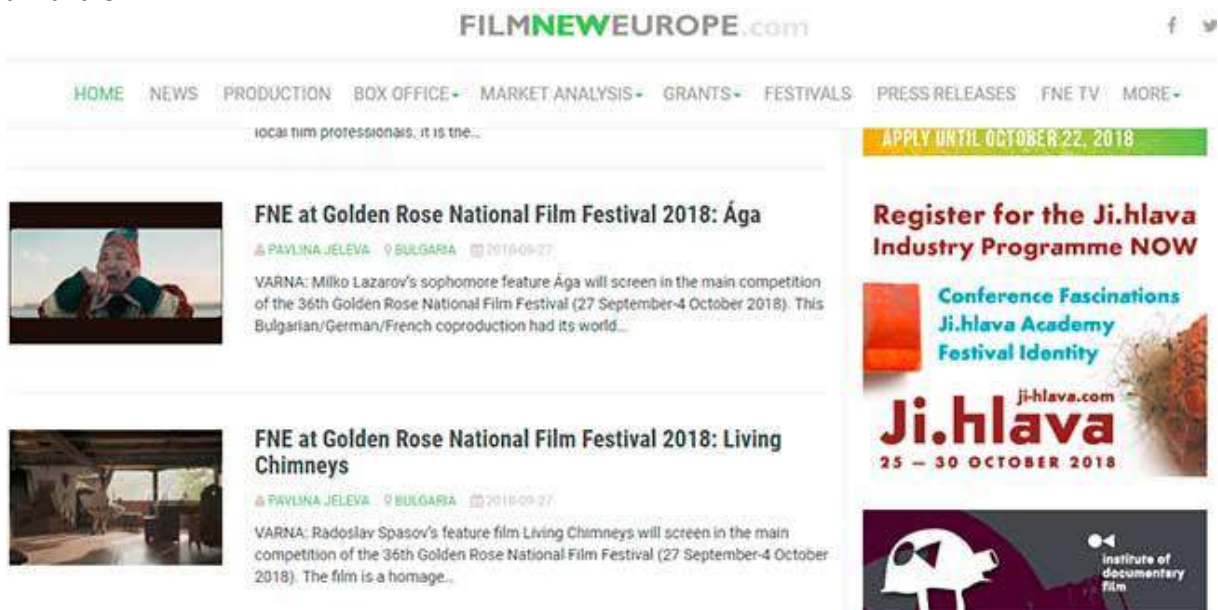 FILMNEWEUROPE.com
HOME NEWS PRODUCTION BOX OFFICE MARKET ANALYSIS GRANTS FESTIVALS PRESS RELEASES FNE TV MORE
local film professionals. it is the...
APPLY UNTIL OCTOBER 22, 2018
FNE at Golden Rose National Film Festival 2018: Ága
PAVLINA JELEVA BULGARIA 2018-09-27
VARNA: Milko Lazarov's sophomore feature Ága will screen in the main competition
of the 36th Golden Rose National Film Festival (27 September-4 October 2018). This
Bulgarian/German/French coproduction had its world...
FNE at Golden Rose National Film Festival 2018: Living
Chimneys
PAVLINA JELEVA BULGARIA 2018-09-27
VARNA: Radoslav Spasov's feature film Living Chimneys will screen in the main
competition of the 36th Golden Rose National Film Festival (27 September-4 October
2018). The film is a homage...
Register for the Ji.hlava
Industry Programme NOW
Conference Fascinations
Ji.hlava Academy
Festival Identity
ji-hlava.com
Ji.hlava
25 – 30 OCTOBER 2018
institute of
documentary
film